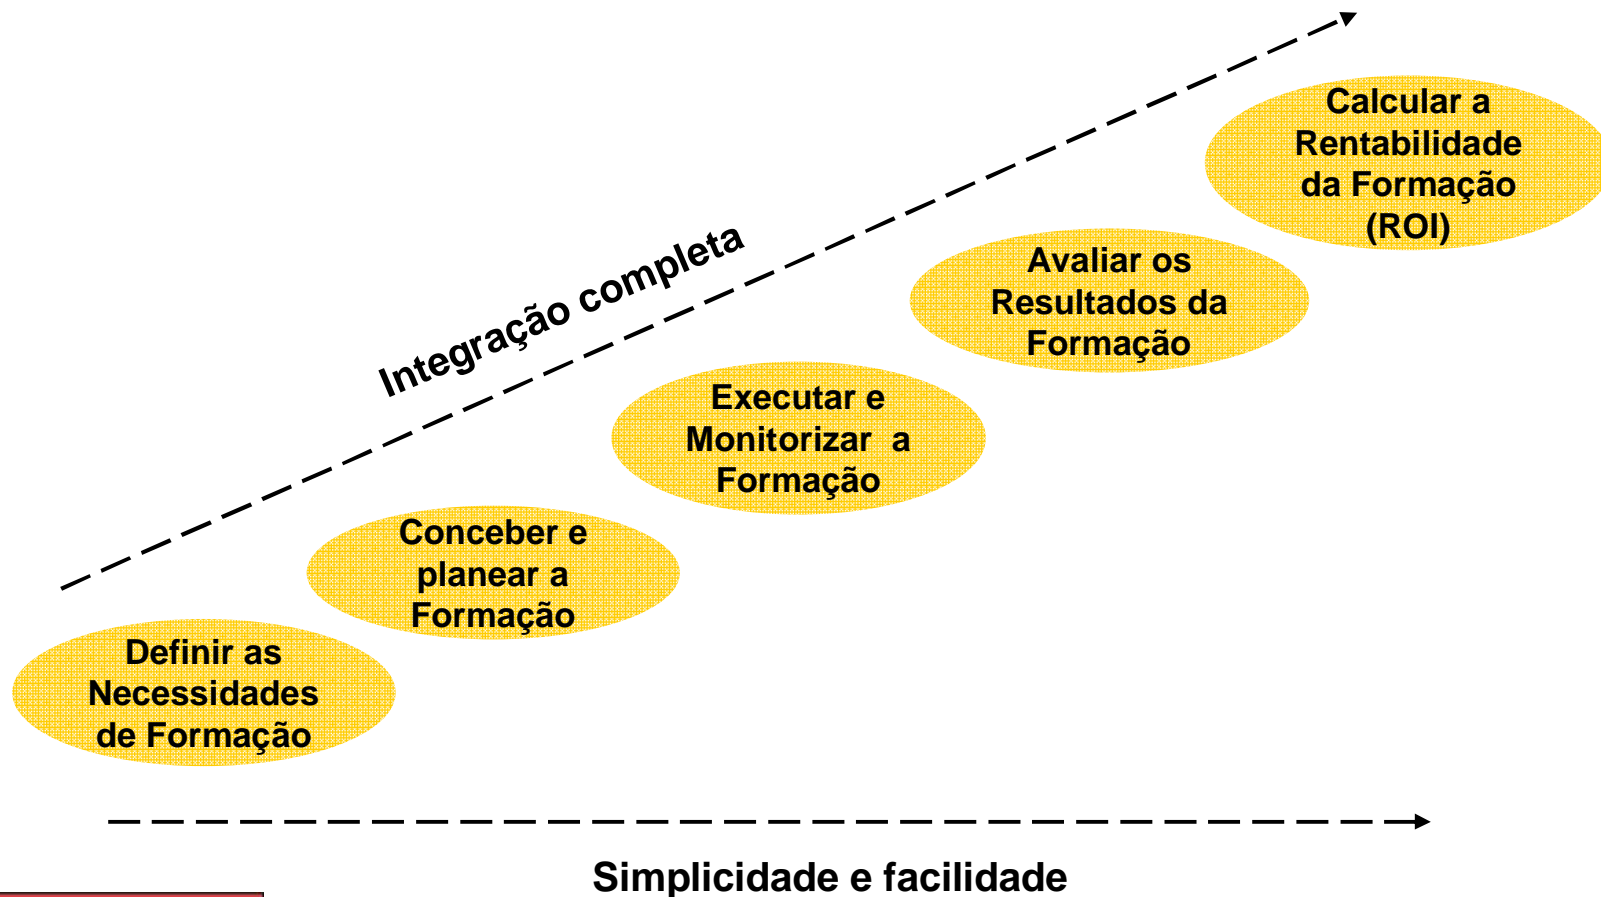 Calcular a
Rentabilidade
da Formação
(ROI)
Integração completa
Avaliar os
Resultados da
Formação
Executar e
Monitorizar  a
Formação
Conceber e
planear a
Formação
Definir as
Necessidades
de Formação
Simplicidade e facilidade